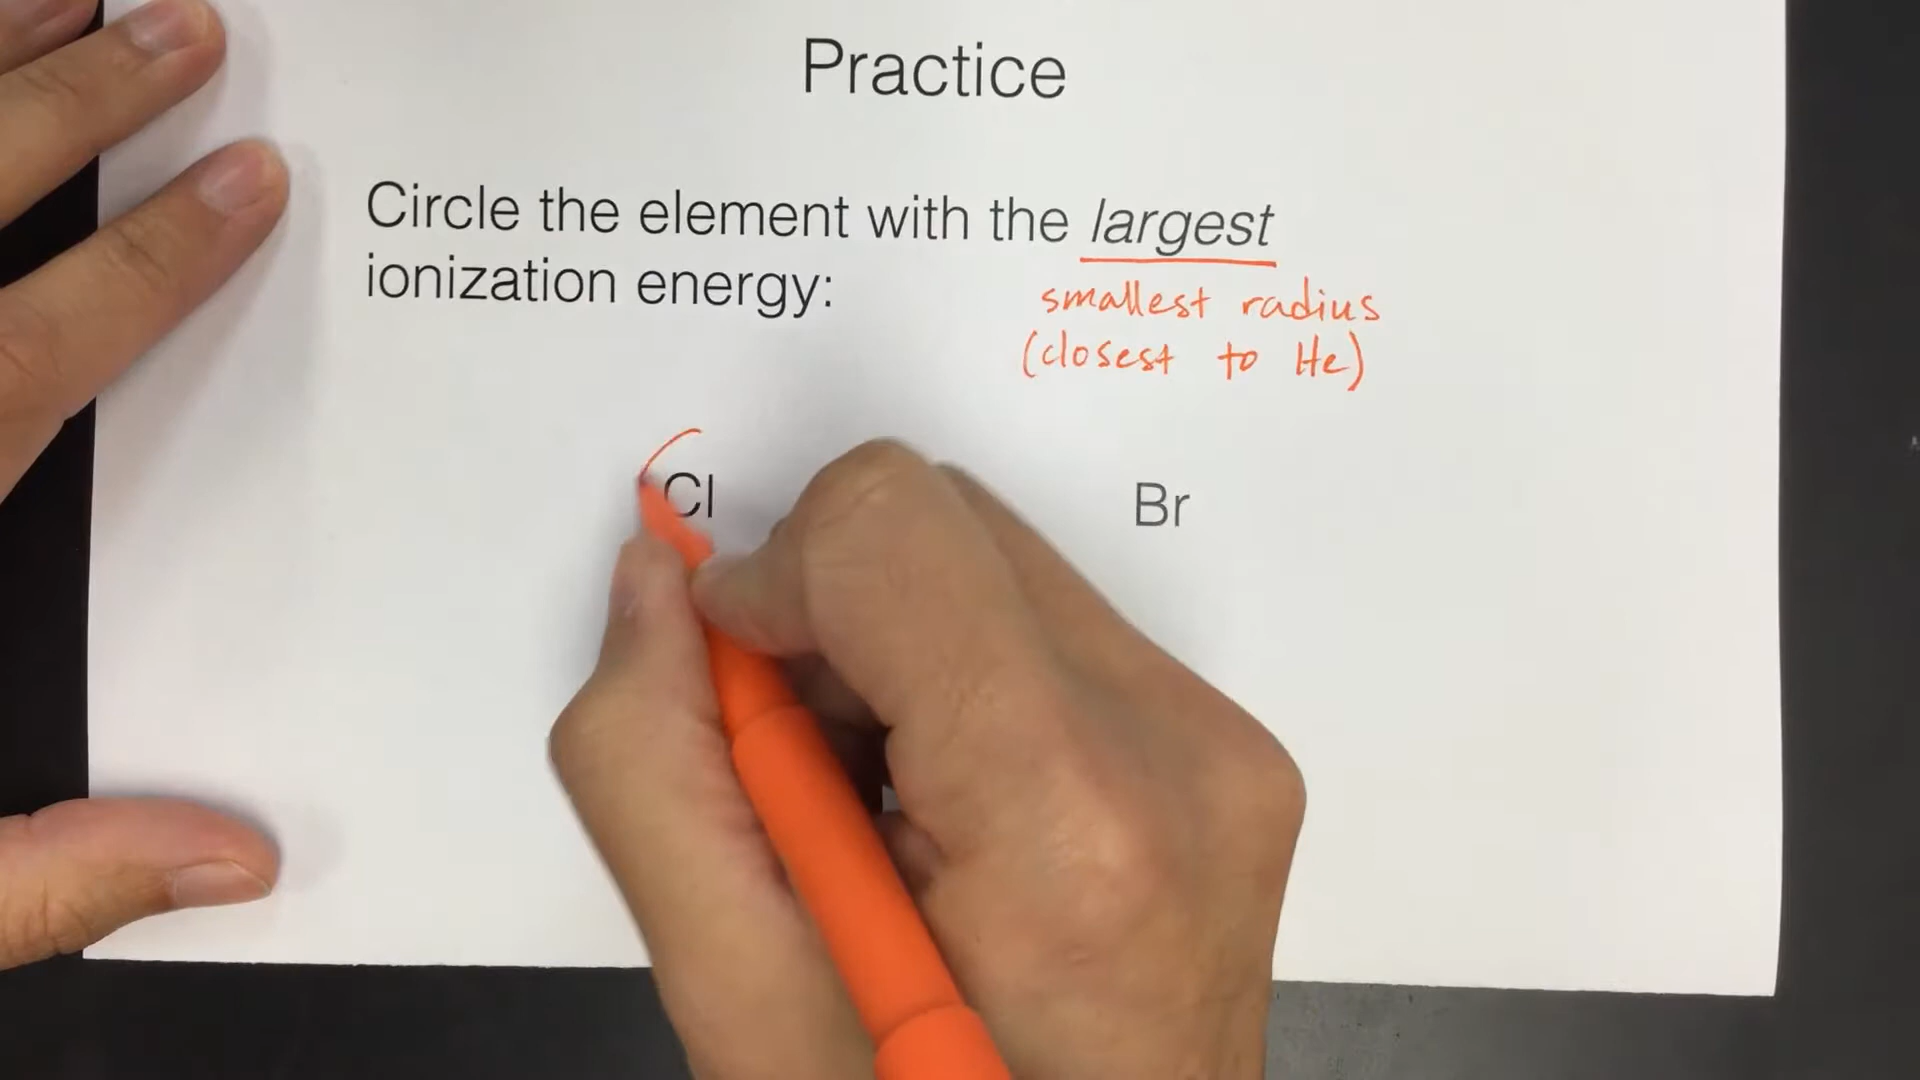 Practice
Circle the element with the largest
ionization energy:
smallest radius
(closest to He)
Cl
Br